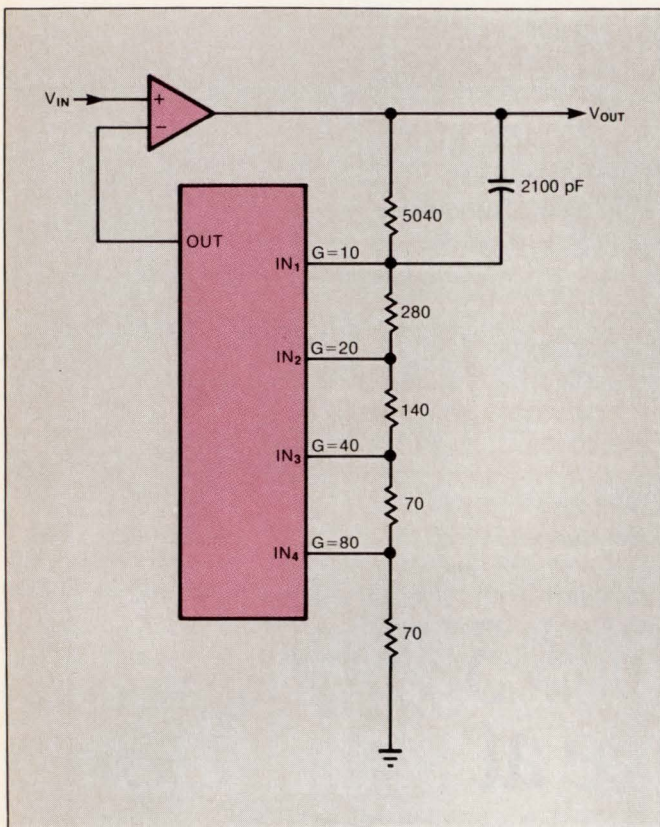 V_IN
+
−
V_OUT
2100 pF
5040
OUT
IN₁ G=10
280
IN₂ G=20
140
IN₃ G=40
70
IN₄ G=80
70